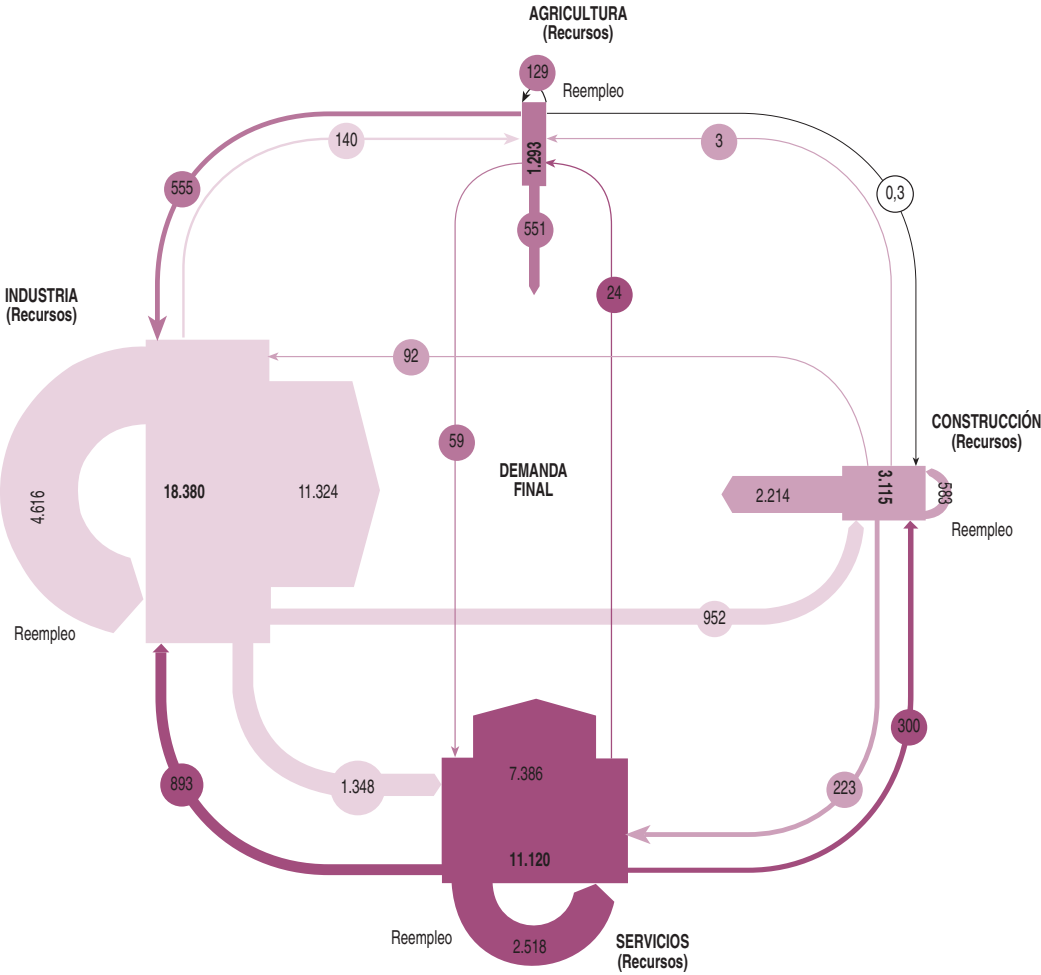 AGRICULTURA
(Recursos)
129
Reempleo
140
3
1.293
555
0,3
551
24
INDUSTRIA
(Recursos)
92
CONSTRUCCIÓN
(Recursos)
59
DEMANDA
FINAL
4.616
18.380
11.324
2.214
3.115
583
Reempleo
952
Reempleo
300
7.386
893
1.348
223
11.120
Reempleo
2.518
SERVICIOS
(Recursos)